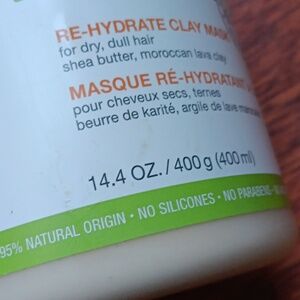 RE-HYDRATE CLAY MASK
for dry, dull hair
shea butter, moroccan lava clay
MASQUE RÉ-HYDRATANT
pour cheveux secs, ternes
beurre de karité, argile de lave
14.4 OZ./400 g (400 ml)
95% NATURAL ORIGIN • NO SILICONES • NO PARABENS